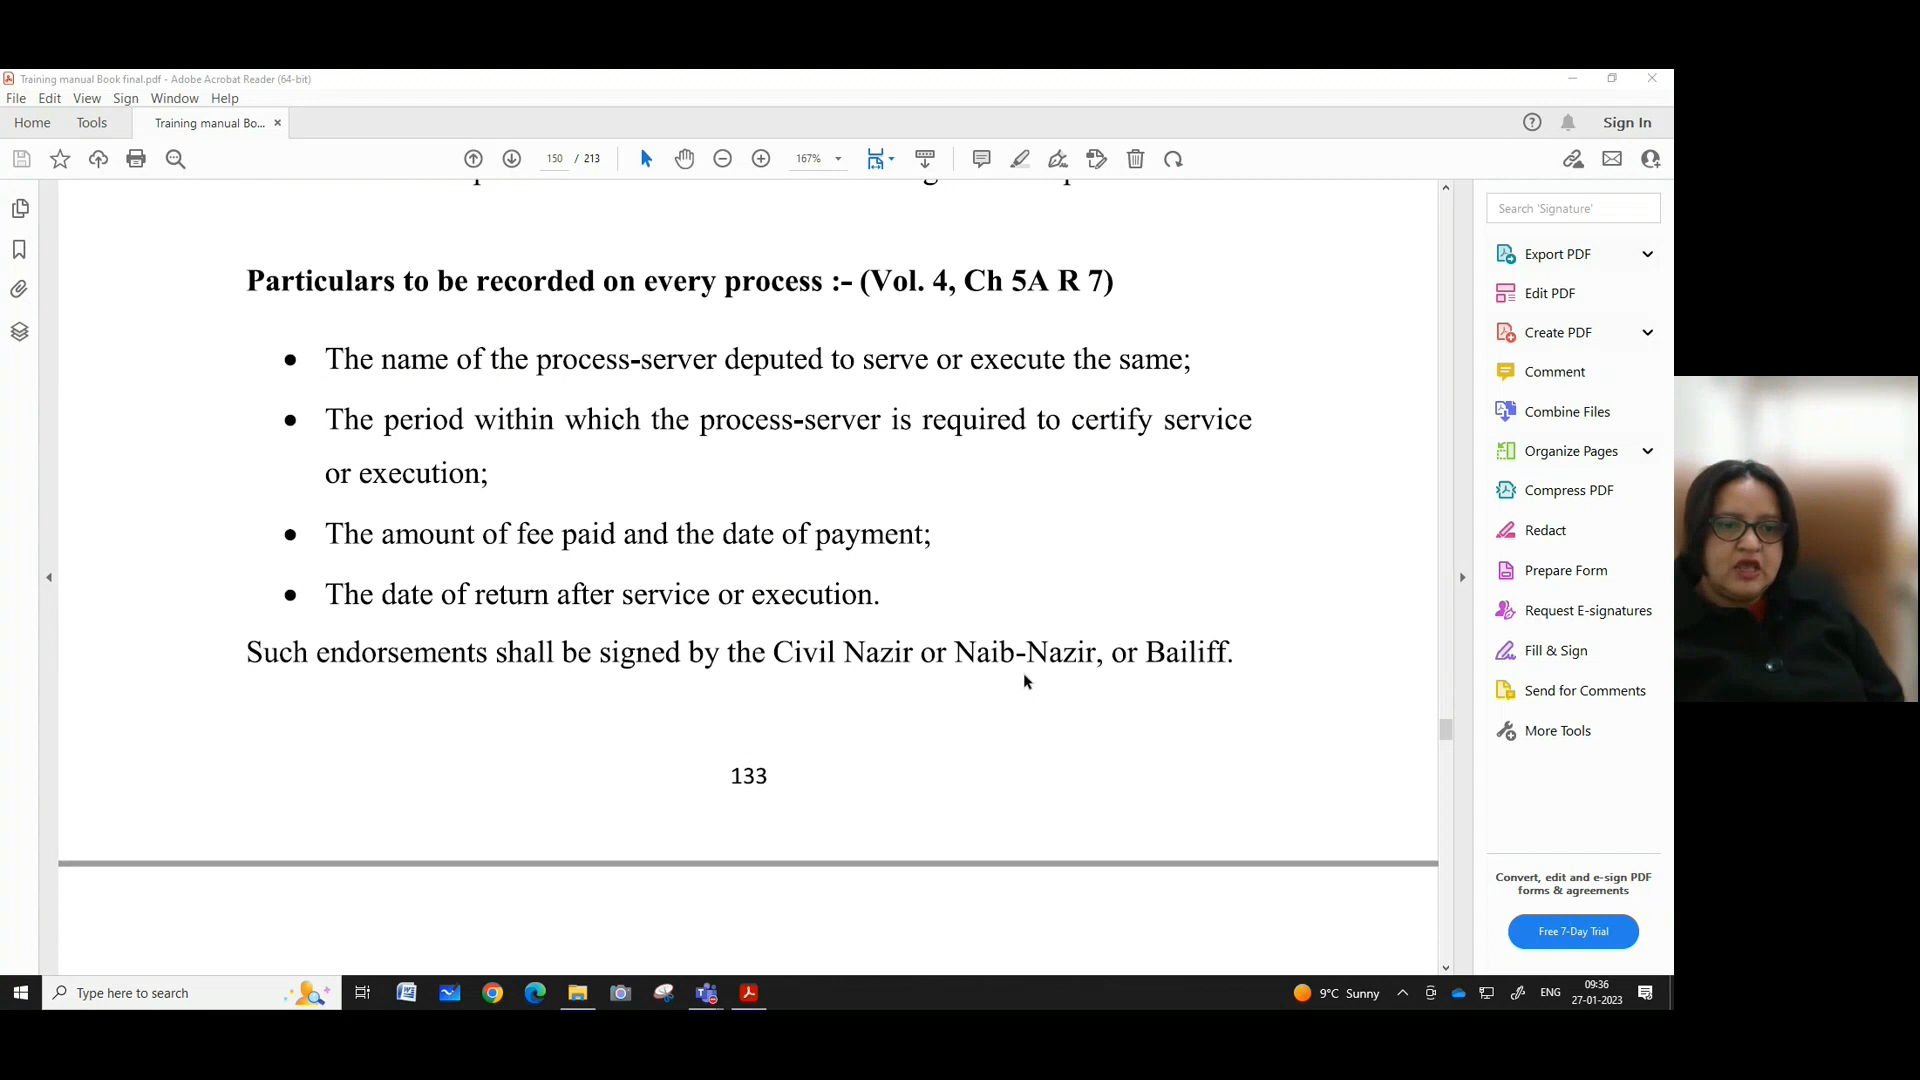 Training manual Book final.pdf - Adobe Acrobat Reader (64-bit)
File Edit View Sign Window Help
Home Tools Training manual Bo... × Sign In
150 / 213 167%
Search 'Signature'
Particulars to be recorded on every process :- (Vol. 4, Ch 5A R 7)
• The name of the process-server deputed to serve or execute the same;
• The period within which the process-server is required to certify service
or execution;
• The amount of fee paid and the date of payment;
• The date of return after service or execution.
Such endorsements shall be signed by the Civil Nazir or Naib-Nazir, or Bailiff.
133
Export PDF
Edit PDF
Create PDF
Comment
Combine Files
Organize Pages
Compress PDF
Redact
Prepare Form
Request E-signatures
Fill & Sign
Send for Comments
More Tools
Convert, edit and e-sign PDF
forms & agreements
Free 7-Day Trial
Type here to search
9°C Sunny ENG 09:36
27-01-2023